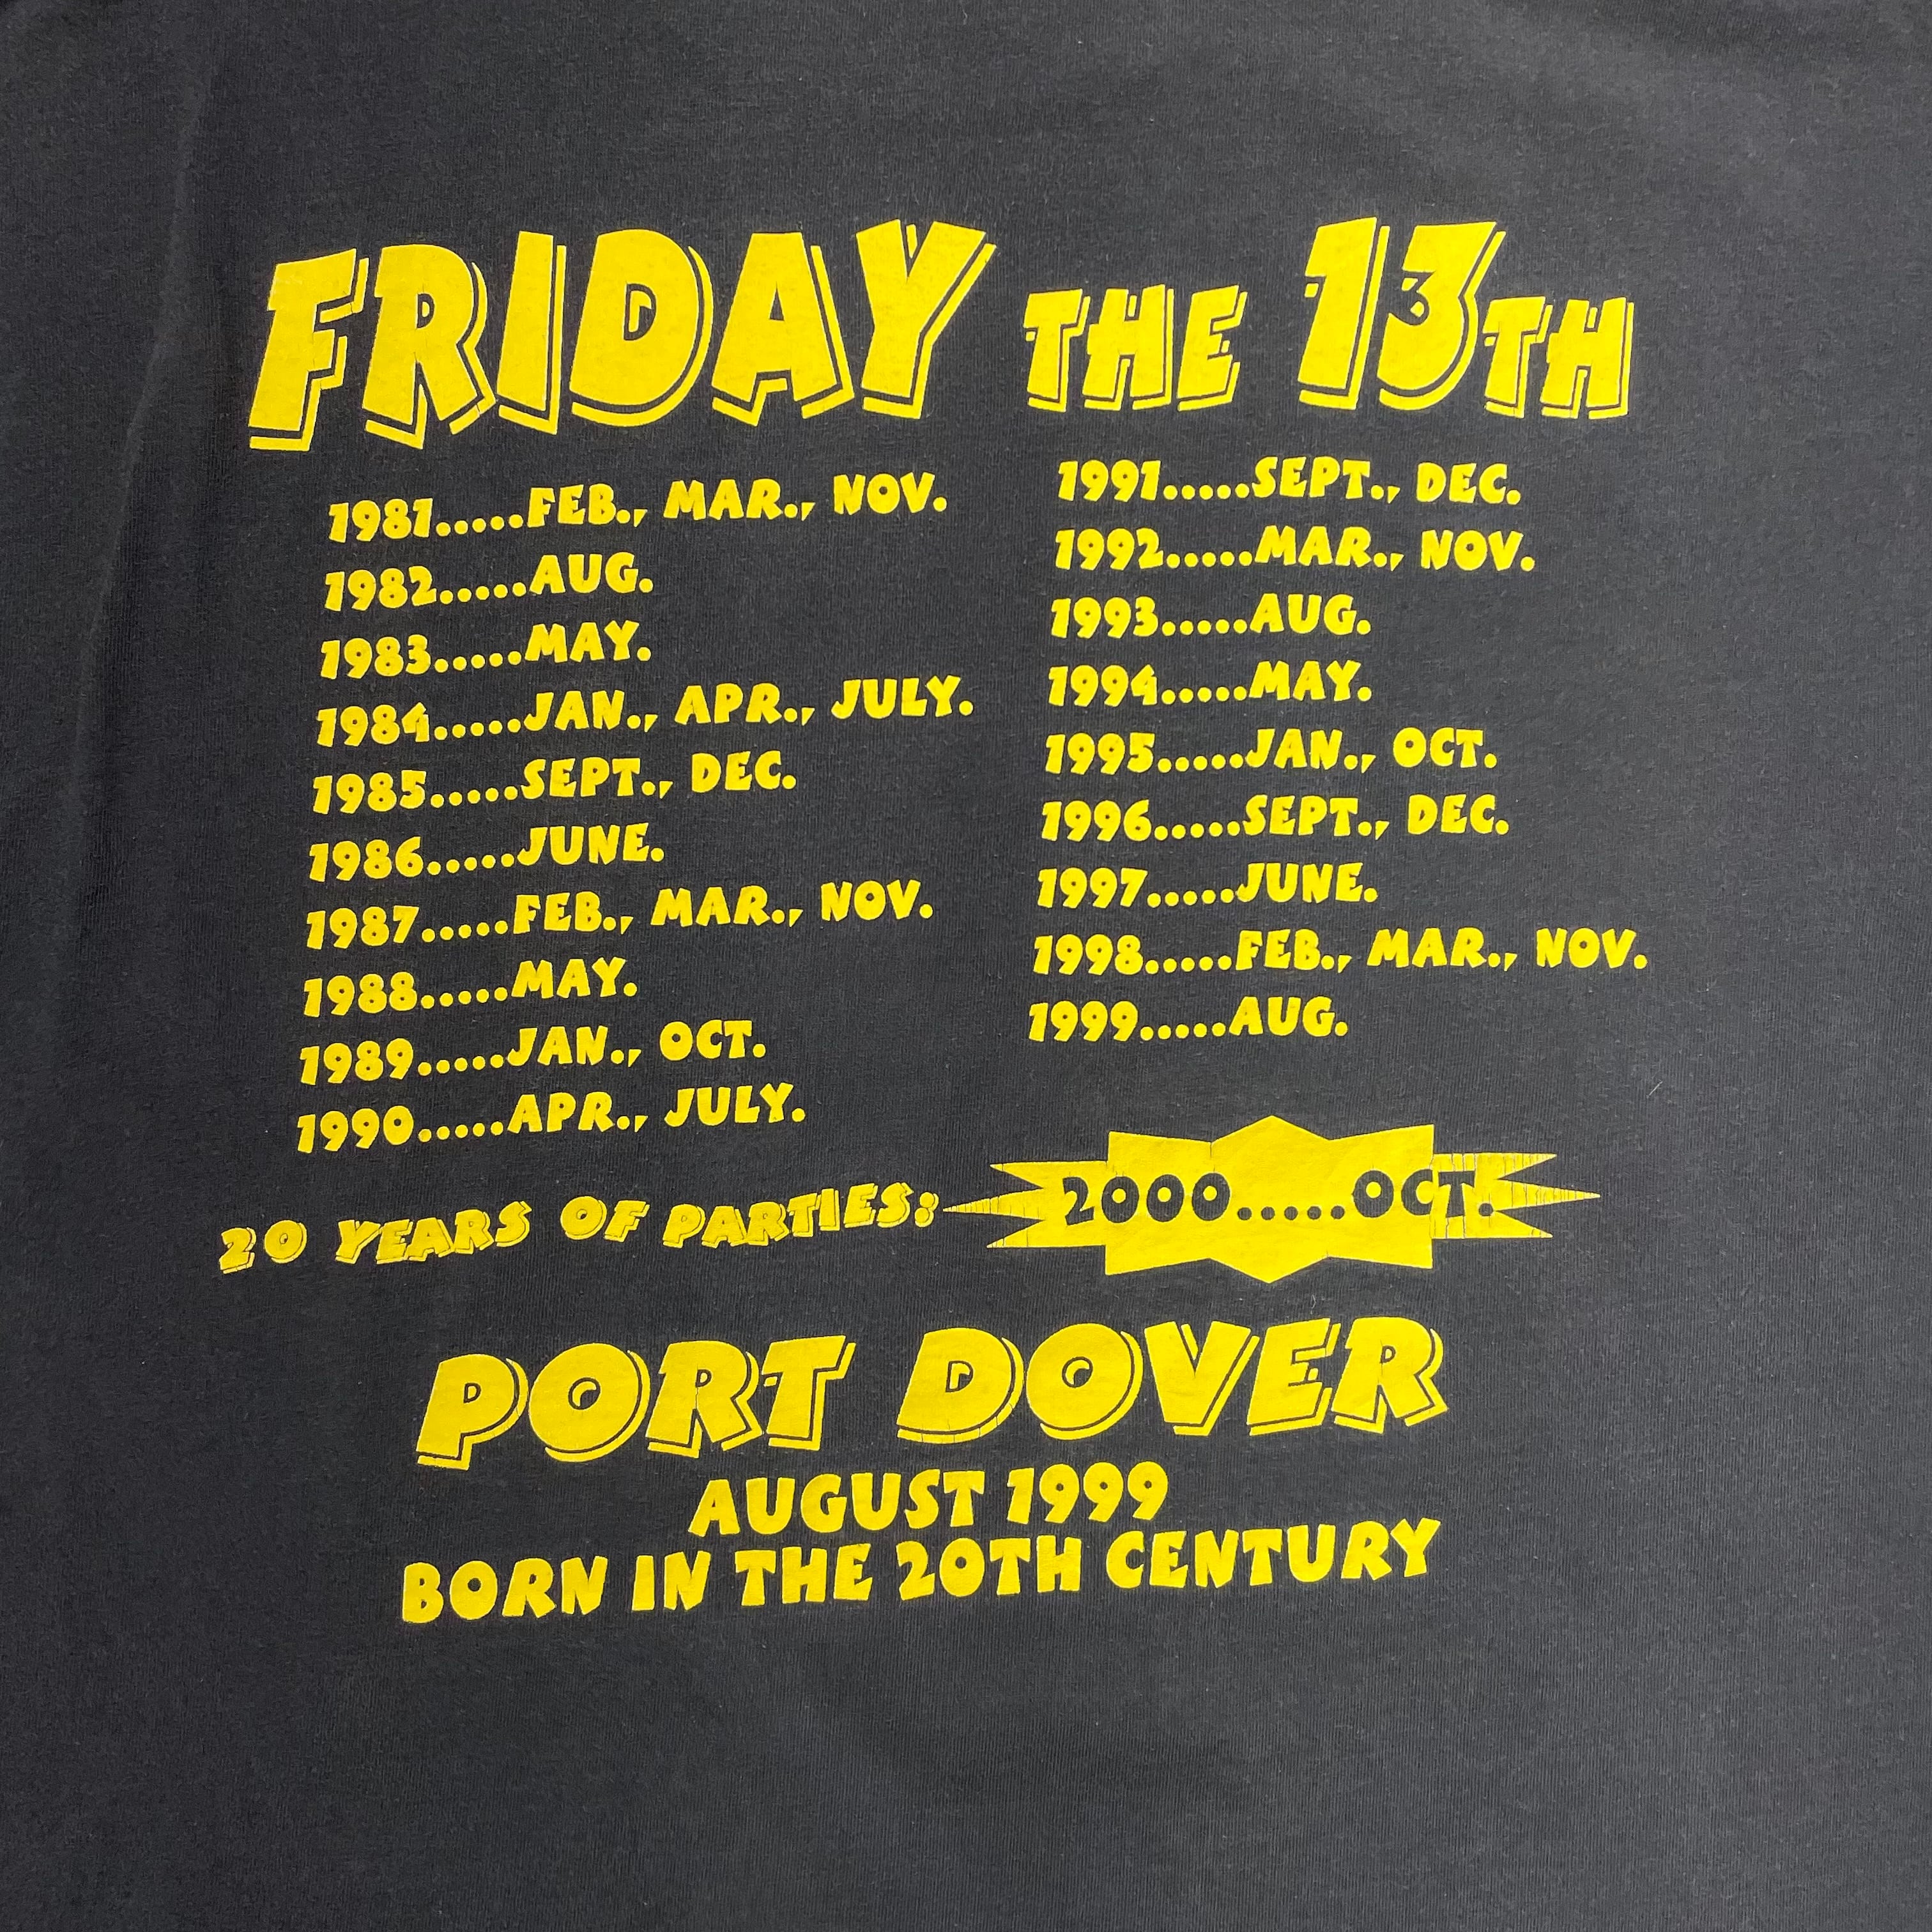 FRIDAY THE 13TH
1981.....FEB., MAR., NOV.
1982.....AUG.
1983.....MAY.
1984.....JAN., APR., JULY.
1985.....SEPT., DEC.
1986.....JUNE.
1987.....FEB., MAR., NOV.
1988.....MAY.
1989.....JAN., OCT.
1990.....APR., JULY.
1991.....SEPT., DEC.
1992.....MAR., NOV.
1993.....AUG.
1994.....MAY.
1995.....JAN., OCT.
1996.....SEPT., DEC.
1997.....JUNE.
1998.....FEB., MAR., NOV.
1999.....AUG.
20 YEARS OF PARTIES: 2000.....OCT.
PORT DOVER
AUGUST 1999
BORN IN THE 20TH CENTURY